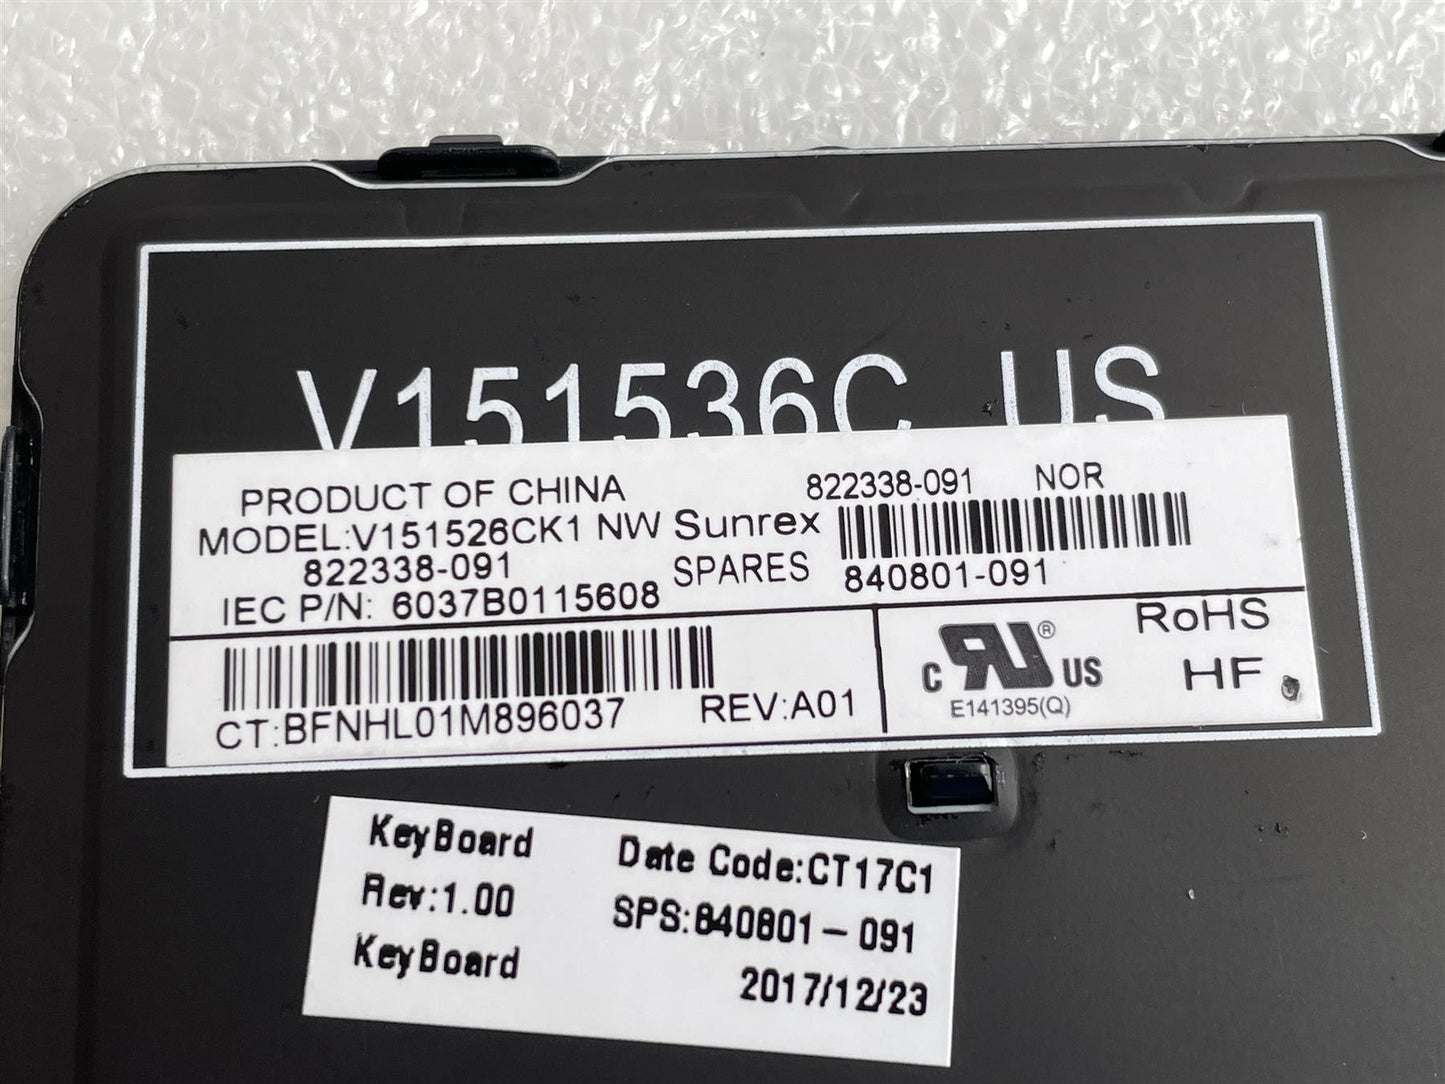 V151536C US
PRODUCT OF CHINA
822338-091 NOR
MODEL:V151526CK1 NW Sunrex
822338-091 SPARES 840801-091
IEC P/N: 6037B0115608
CT:BFNHL01M896037 REV:A01
C RU ® US
E141395(Q)
RoHS
HF
KeyBoard Date Code:CT17C1
Rev:1.00 SPS:840801-091
KeyBoard 2017/12/23